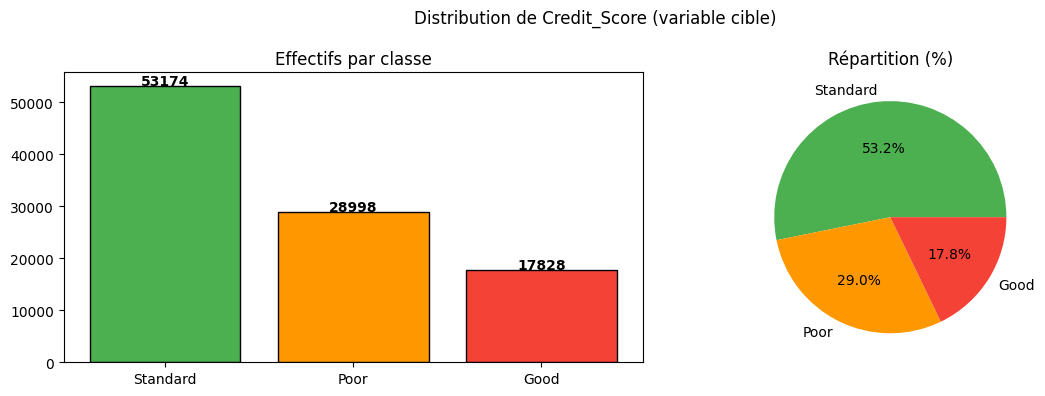 Distribution de Credit_Score (variable cible)
Effectifs par classe
53174
28998
17828
50000
40000
30000
20000
10000
0
Standard
Poor
Good
Répartition (%)
Standard
53.2%
29.0%
17.8%
Poor
Good